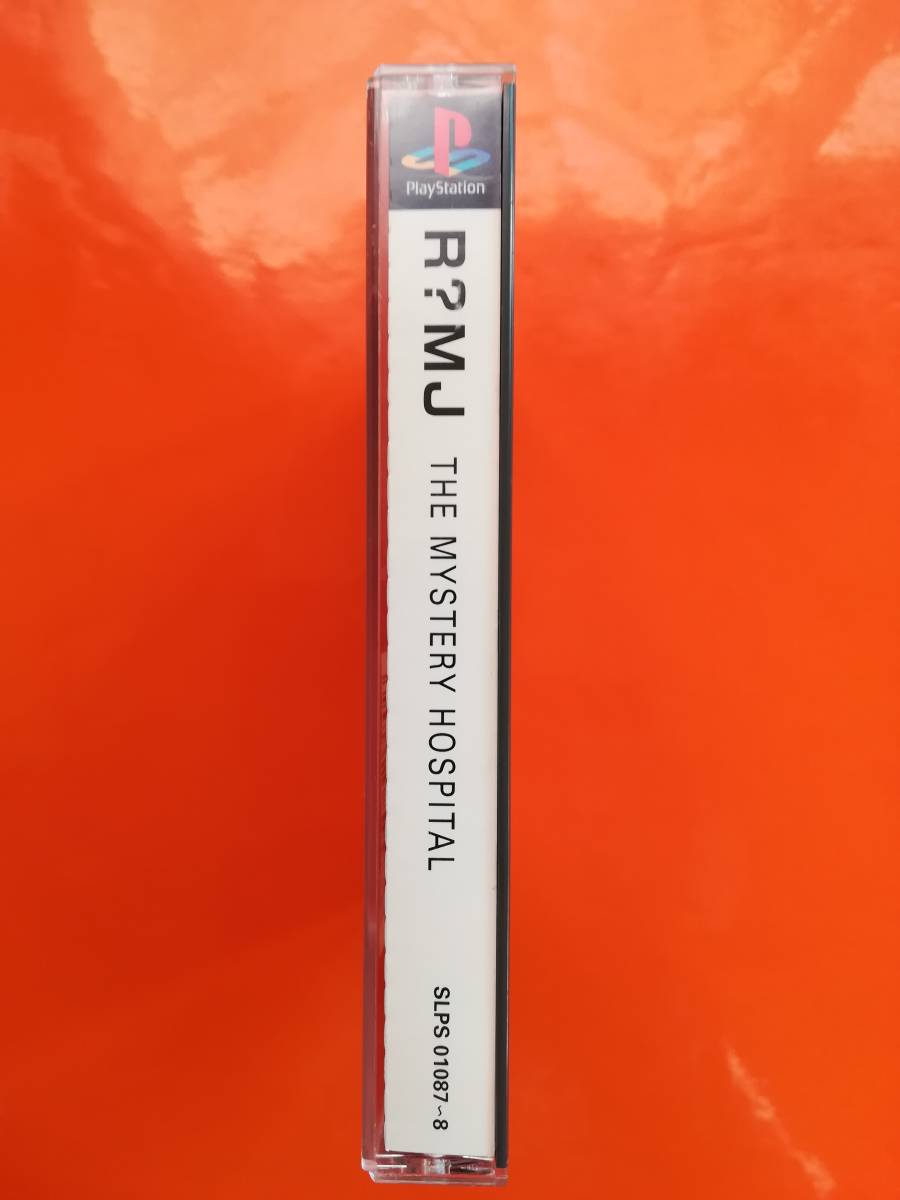 PlayStation
R?MJ THE MYSTERY HOSPITAL
SLPS 01087~8